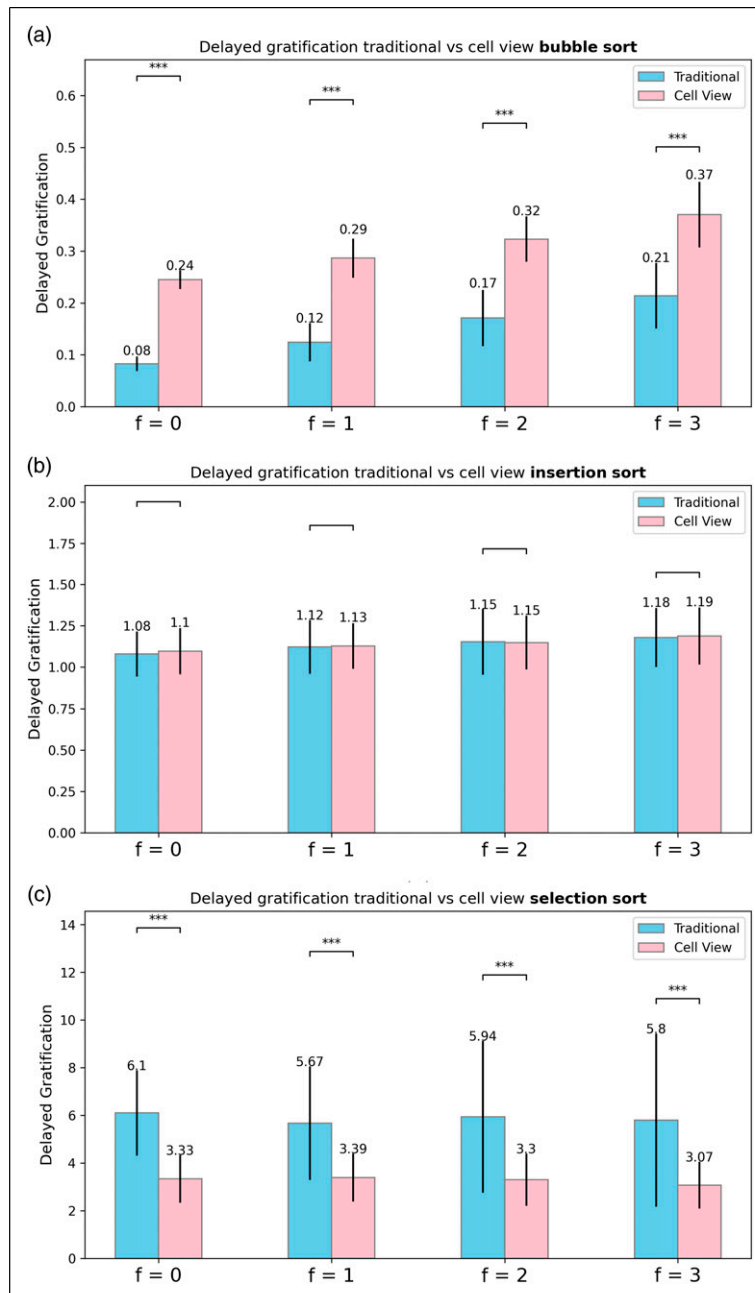 (a)
Delayed gratification traditional vs cell view bubble sort
Traditional
Cell View
***
***
***
***
Delayed Gratification
0.6
0.5
0.4
0.3
0.2
0.1
0.0
0.08
0.24
0.12
0.29
0.17
0.32
0.21
0.37
f = 0
f = 1
f = 2
f = 3
(b)
Delayed gratification traditional vs cell view insertion sort
Traditional
Cell View
Delayed Gratification
2.00
1.75
1.50
1.25
1.00
0.75
0.50
0.25
0.00
1.08
1.1
1.12
1.13
1.15
1.15
1.18
1.19
f = 0
f = 1
f = 2
f = 3
(c)
Delayed gratification traditional vs cell view selection sort
Traditional
Cell View
***
***
***
***
Delayed Gratification
14
12
10
8
6
4
2
0
6.1
3.33
5.67
3.39
5.94
3.3
5.8
3.07
f = 0
f = 1
f = 2
f = 3